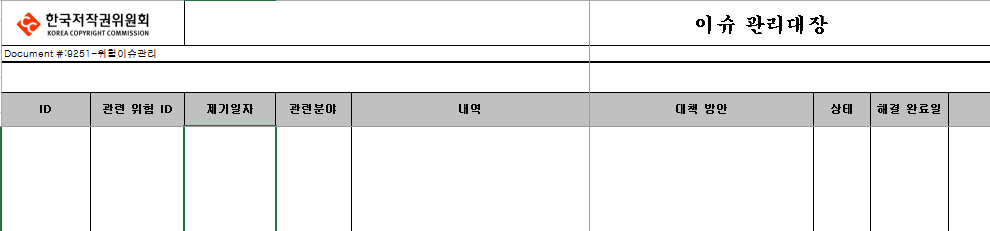 한국저작권위원회
KOREA COPYRIGHT COMMISSION
이슈 관리대장
Document #:9251-위험이슈관리
ID 관련 위험 ID 제기일자 관련분야 내역 대책 방안 상태 해결 완료일